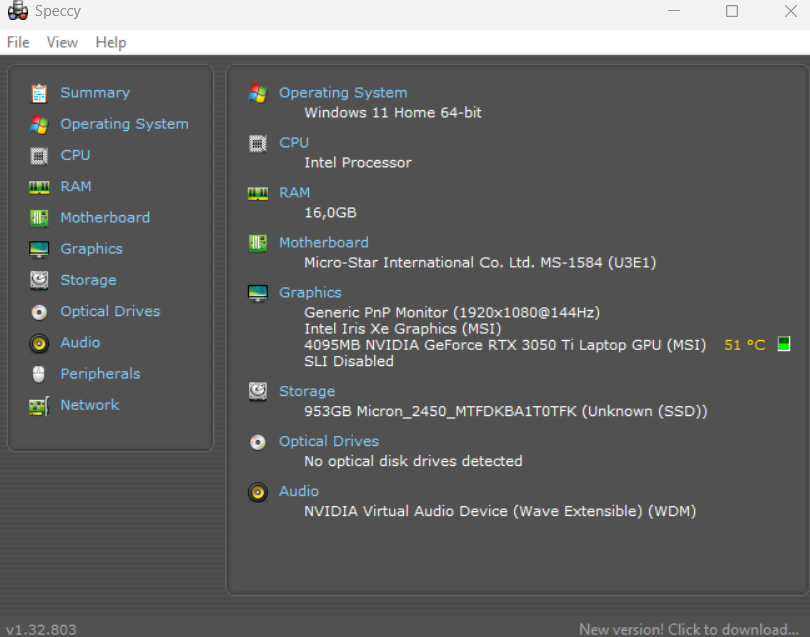 Speccy
File View Help
Summary
Operating System
CPU
RAM
Motherboard
Graphics
Storage
Optical Drives
Audio
Peripherals
Network
Operating System
Windows 11 Home 64-bit
CPU
Intel Processor
RAM
16,0GB
Motherboard
Micro-Star International Co. Ltd. MS-1584 (U3E1)
Graphics
Generic PnP Monitor (1920x1080@144Hz)
Intel Iris Xe Graphics (MSI)
4095MB NVIDIA GeForce RTX 3050 Ti Laptop GPU (MSI) 51 °C
SLI Disabled
Storage
953GB Micron_2450_MTFDKBA1T0TFK (Unknown (SSD))
Optical Drives
No optical disk drives detected
Audio
NVIDIA Virtual Audio Device (Wave Extensible) (WDM)
v1.32.803 New version! Click to download...